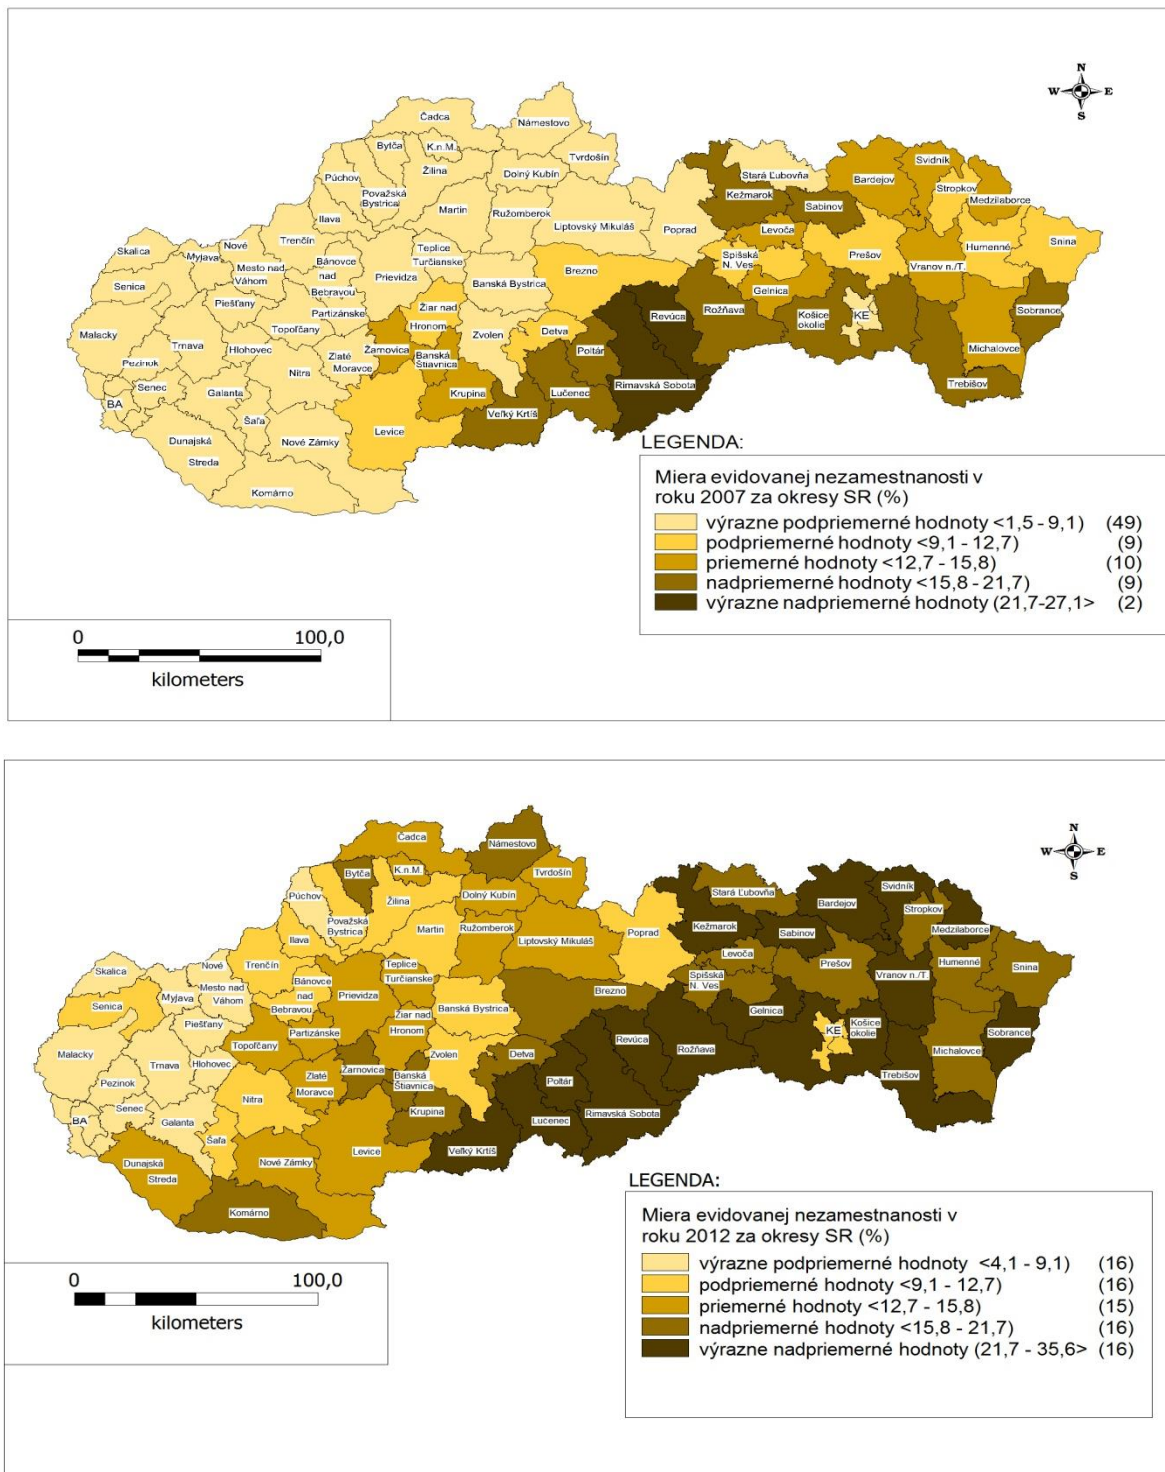 N
W E
S
Čadca
Námestovo
Bytča
K.n.M.
Tvrdošín
Žilina
Dolný Kubín
Púchov
Považská
Bystrica
Stará Ľubovňa
Svidník
Bardejov
Stropkov
Kežmarok
Medzilaborce
Sabinov
Martin
Ružomberok
Ilava
Liptovský Mikuláš
Poprad
Levoča
Trenčín
Skalica
Nové
Mesto nad
Váhom
Myjava
Teplice
Turčianske
Spišská
N. Ves
Prešov
Humenné
Snina
Bánovce
nad
Bebravou
Prievidza
Brezno
Vranov n./T.
Senica
Banská Bystrica
Gelnica
Piešťany
Partizánske
Žiar nad
Hronom
Sobrance
Topoľčany
Rožňava
Košice
okolie
KE
Revúca
Detva
Zvolen
Malacky
Trnava
Hlohovec
Zlaté
Moravce
Žarnovica
Banská
Štiavnica
Poltár
Michalovce
Pezinok
Nitra
Senec
Galanta
Krupina
Lučenec
Rimavská Sobota
Trebišov
BA
Šaľa
Veľký Krtíš
Levice
Dunajská
Streda
Nové Zámky
Komárno
LEGENDA:
Miera evidovanej nezamestnanosti v
roku 2007 za okresy SR (%)
výrazne podpriemerné hodnoty <1,5 - 9,1) (49)
podpriemerné hodnoty <9,1 - 12,7) (9)
priemerné hodnoty <12,7 - 15,8) (10)
nadpriemerné hodnoty <15,8 - 21,7) (9)
výrazne nadpriemerné hodnoty (21,7-27,1> (2)
0 100,0
kilometers
N
W E
S
Čadca
Námestovo
Bytča
K.n.M.
Tvrdošín
Púchov
Žilina
Dolný Kubín
Považská
Bystrica
Stará Ľubovňa
Svidník
Bardejov
Stropkov
Kežmarok
Medzilaborce
Sabinov
Martin
Ružomberok
Ilava
Liptovský Mikuláš
Poprad
Levoča
Trenčín
Skalica
Nové
Mesto nad
Váhom
Myjava
Teplice
Turčianske
Spišská
N. Ves
Prešov
Humenné
Snina
Bánovce
nad
Bebravou
Prievidza
Brezno
Vranov n./T.
Senica
Banská Bystrica
Gelnica
Piešťany
Partizánske
Žiar nad
Hronom
Sobrance
Topoľčany
Rožňava
Košice
okolie
KE
Revúca
Detva
Zvolen
Malacky
Trnava
Hlohovec
Zlaté
Moravce
Žarnovica
Banská
Štiavnica
Poltár
Michalovce
Pezinok
Nitra
Senec
Galanta
Krupina
Lučenec
Rimavská Sobota
Trebišov
BA
Šaľa
Veľký Krtíš
Levice
Dunajská
Streda
Nové Zámky
Komárno
LEGENDA:
Miera evidovanej nezamestnanosti v
roku 2012 za okresy SR (%)
výrazne podpriemerné hodnoty <4,1 - 9,1) (16)
podpriemerné hodnoty <9,1 - 12,7) (16)
priemerné hodnoty <12,7 - 15,8) (15)
nadpriemerné hodnoty <15,8 - 21,7) (16)
výrazne nadpriemerné hodnoty (21,7 - 35,6> (16)
0 100,0
kilometers